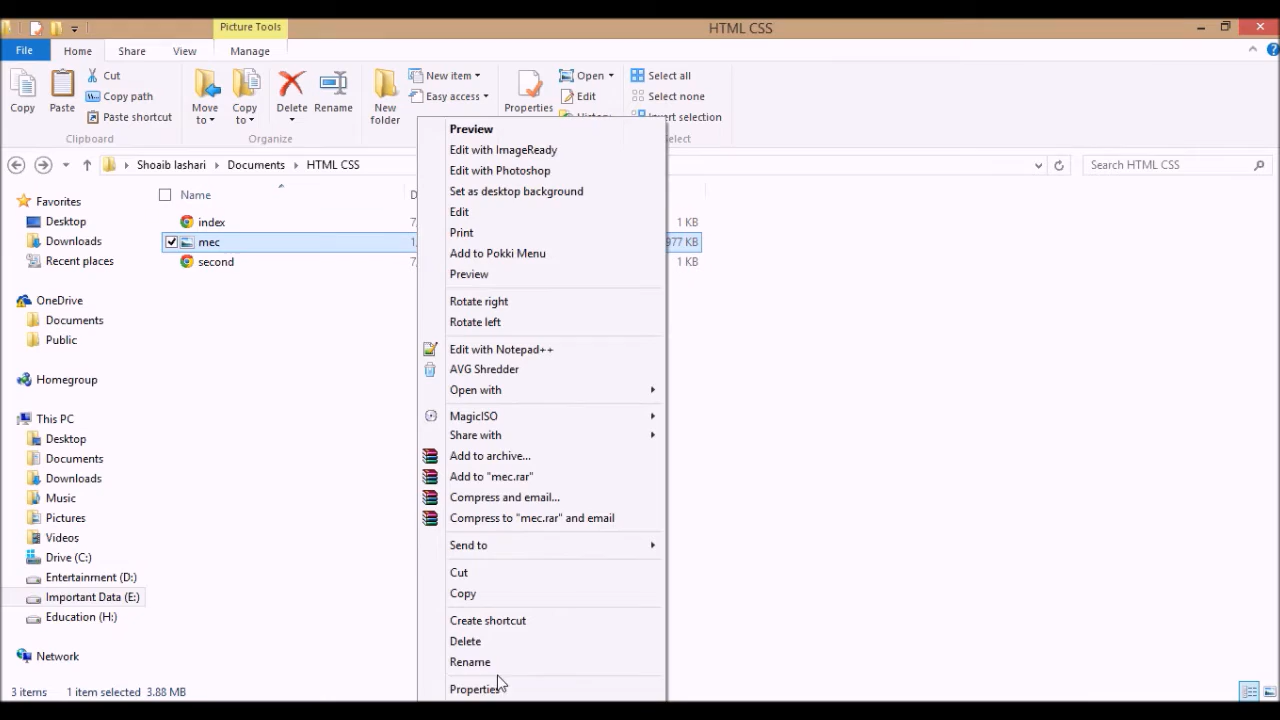 Picture Tools
HTML CSS
File Home Share View Manage
Cut
Copy path
Paste shortcut
Copy
Paste
Move to
Copy to
Delete
Rename
New folder
New item
Easy access
Properties
Open
Edit
History
Select all
Select none
Invert selection
Clipboard Organize Select
Shoaib lashari Documents HTML CSS
Search HTML CSS
Name
index 1 KB
mec 977 KB
second 1 KB
Favorites
Desktop
Downloads
Recent places
OneDrive
Documents
Public
Homegroup
This PC
Desktop
Documents
Downloads
Music
Pictures
Videos
Drive (C:)
Entertainment (D:)
Important Data (E:)
Education (H:)
Network
Preview
Edit with ImageReady
Edit with Photoshop
Set as desktop background
Edit
Print
Add to Pokki Menu
Preview
Rotate right
Rotate left
Edit with Notepad++
AVG Shredder
Open with
MagicISO
Share with
Add to archive...
Add to "mec.rar"
Compress and email...
Compress to "mec.rar" and email
Send to
Cut
Copy
Create shortcut
Delete
Rename
Properties
3 items 1 item selected 3.88 MB